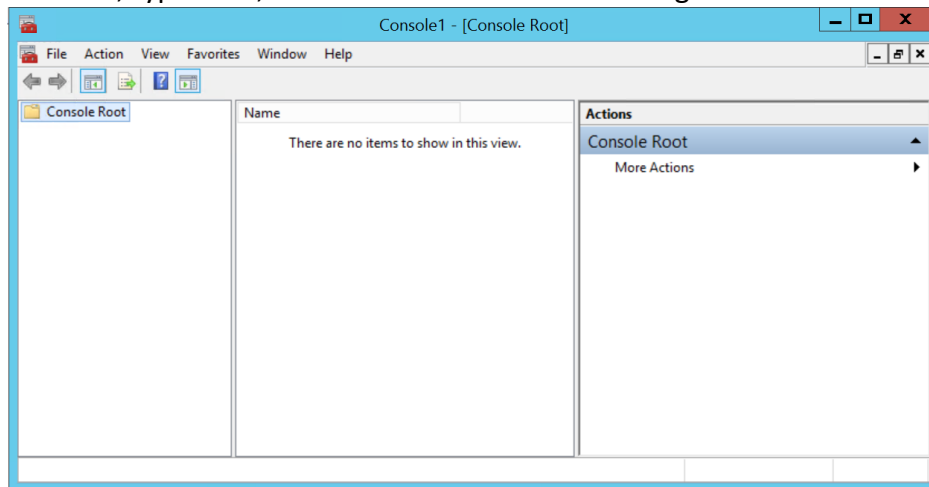 Console1 - [Console Root]
File Action View Favorites Window Help
Console Root
Name
There are no items to show in this view.
Actions
Console Root
More Actions